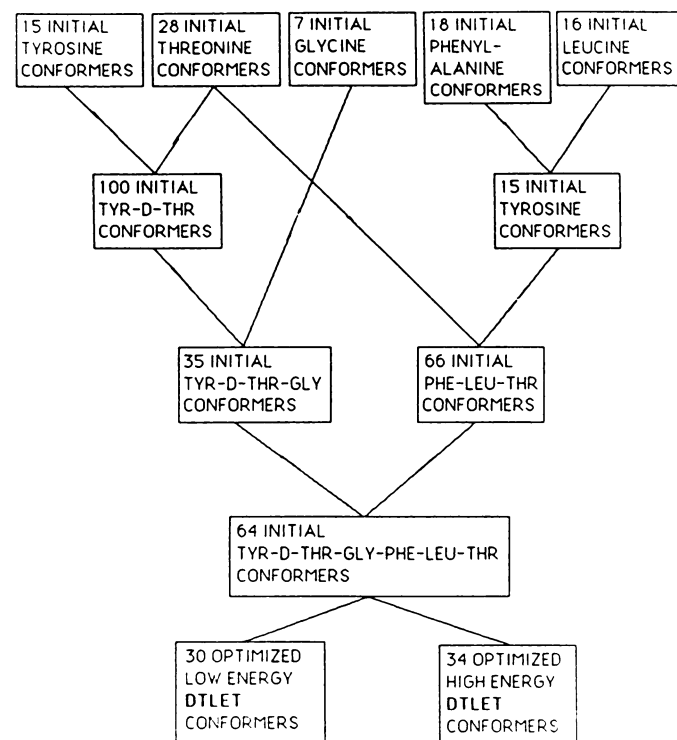 15 INITIAL
TYROSINE
CONFORMERS
28 INITIAL
THREONINE
CONFORMERS
7 INITIAL
GLYCINE
CONFORMERS
18 INITIAL
PHENYL-
ALANINE
CONFORMERS
16 INITIAL
LEUCINE
CONFORMERS
100 INITIAL
TYR-D-THR
CONFORMERS
15 INITIAL
TYROSINE
CONFORMERS
35 INITIAL
TYR-D-THR-GLY
CONFORMERS
66 INITIAL
PHE-LEU-THR
CONFORMERS
64 INITIAL
TYR-D-THR-GLY-PHE-LEU-THR
CONFORMERS
30 OPTIMIZED
LOW ENERGY
DTLET
CONFORMERS
34 OPTIMIZED
HIGH ENERGY
DTLET
CONFORMERS